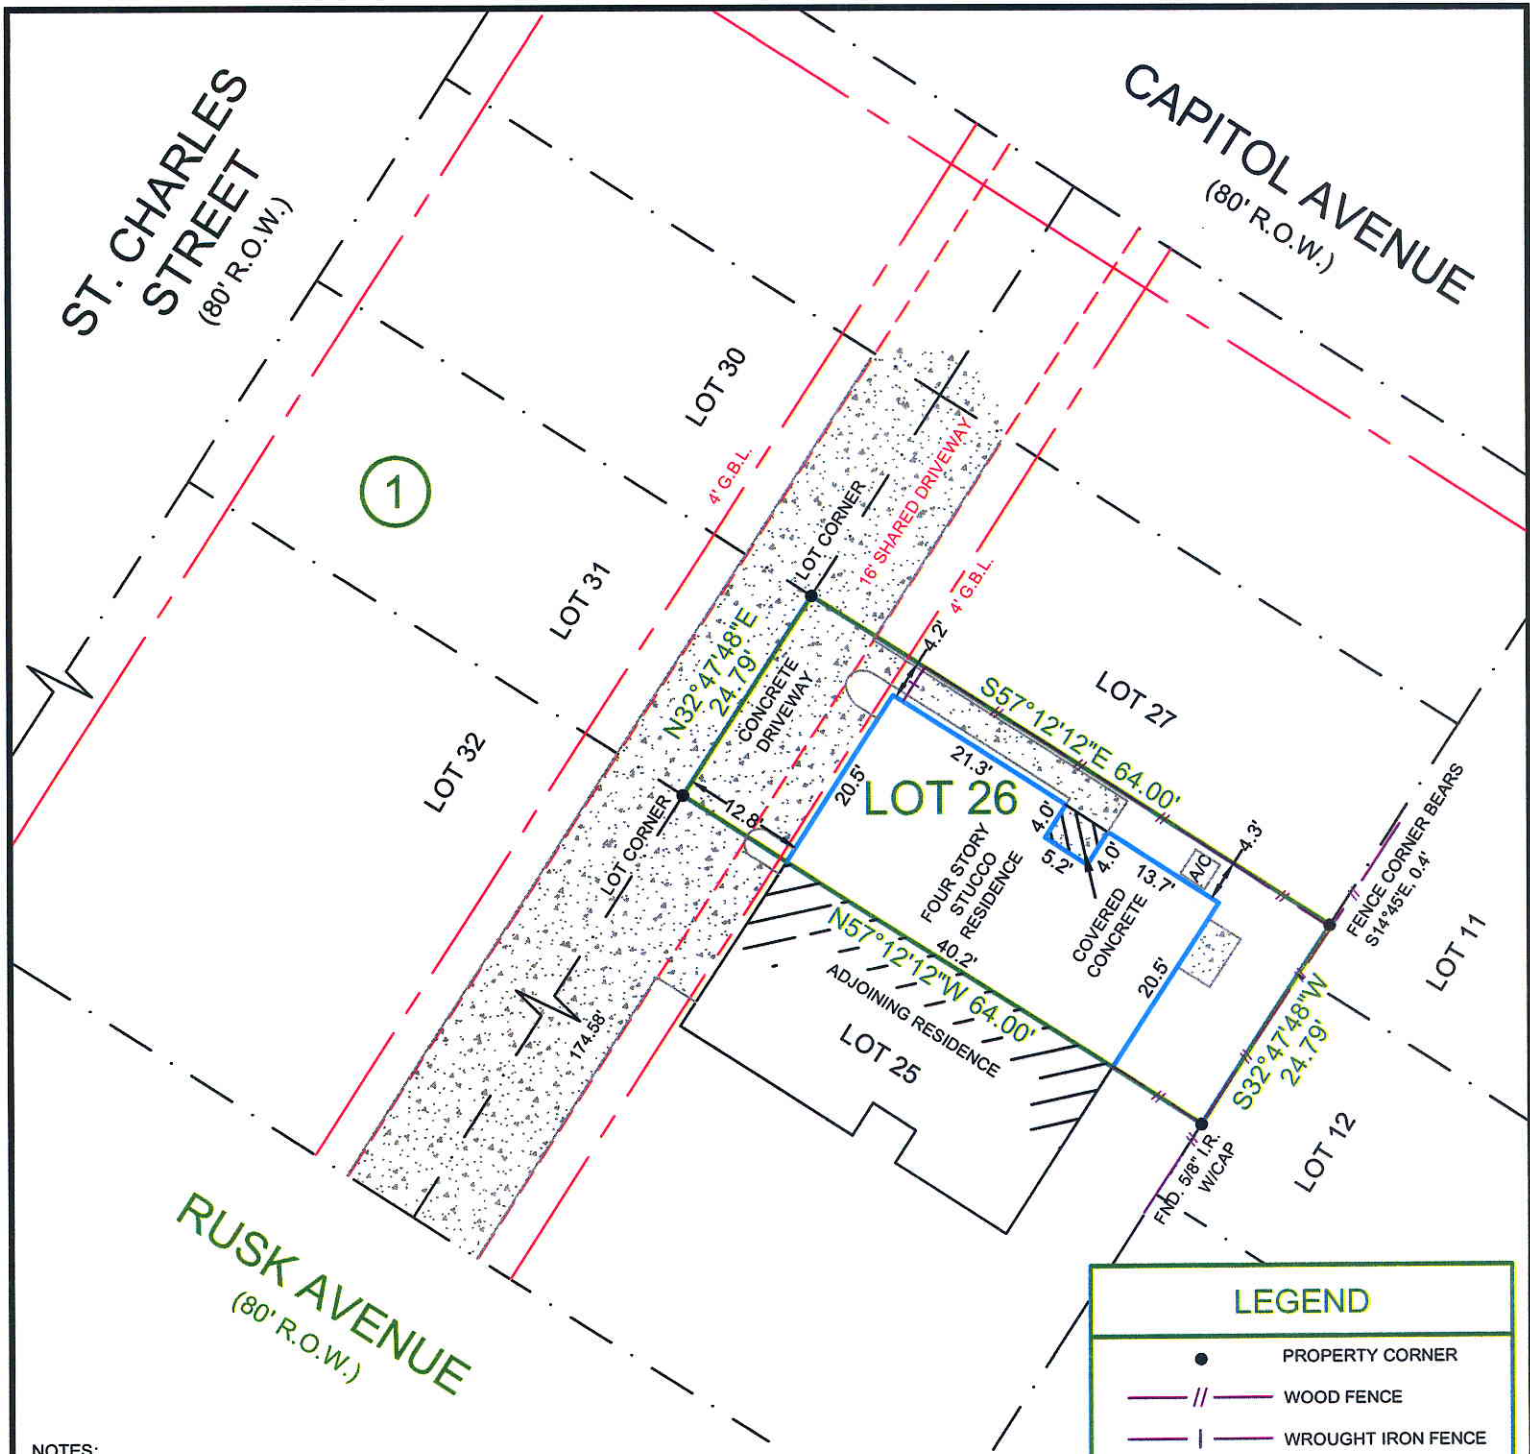 ST. CHARLES
STREET
(80' R.O.W.)
CAPITOL AVENUE
(80' R.O.W.)
1
LOT 30
4' G.B.L.
LOT 31
LOT 32
LOT CORNER
16' SHARED DRIVEWAY
4' G.B.L.
4.2'
N32°47'48"E
24.79'
CONCRETE
DRIVEWAY
LOT 27
S57°12'12"E 64.00'
21.3'
20.5'
LOT 26
12.8'
LOT CORNER
4.0'
5.2'
4.0'
13.7'
A/C
4.3'
FOUR STORY
STUCCO
RESIDENCE
COVERED
CONCRETE
FENCE CORNER BEARS
S14°45'E, 0.4'
LOT 11
40.2'
N57°12'12"W 64.00'
20.5'
ADJOINING RESIDENCE
LOT 25
174.58'
S32°47'48"W
24.79'
LOT 12
FND. 5/8" I.R.
W/CAP
RUSK AVENUE
(80' R.O.W.)
LEGEND
PROPERTY CORNER
WOOD FENCE
WROUGHT IRON FENCE
NOTES: